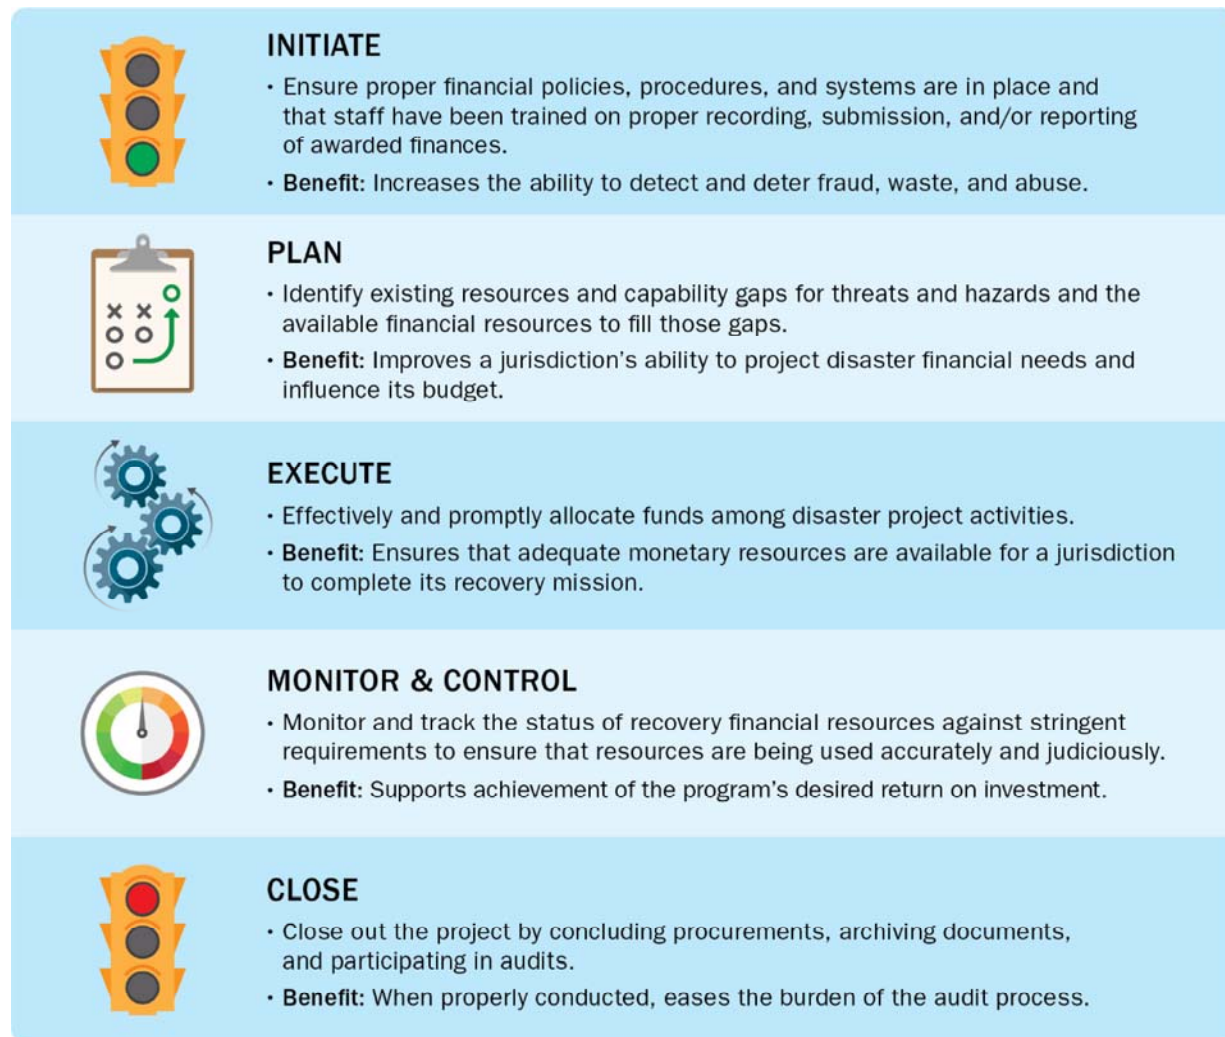 INITIATE
• Ensure proper financial policies, procedures, and systems are in place and
that staff have been trained on proper recording, submission, and/or reporting
of awarded finances.
• Benefit: Increases the ability to detect and deter fraud, waste, and abuse.
PLAN
• Identify existing resources and capability gaps for threats and hazards and the
available financial resources to fill those gaps.
• Benefit: Improves a jurisdiction's ability to project disaster financial needs and
influence its budget.
EXECUTE
• Effectively and promptly allocate funds among disaster project activities.
• Benefit: Ensures that adequate monetary resources are available for a jurisdiction
to complete its recovery mission.
MONITOR & CONTROL
• Monitor and track the status of recovery financial resources against stringent
requirements to ensure that resources are being used accurately and judiciously.
• Benefit: Supports achievement of the program's desired return on investment.
CLOSE
• Close out the project by concluding procurements, archiving documents,
and participating in audits.
• Benefit: When properly conducted, eases the burden of the audit process.